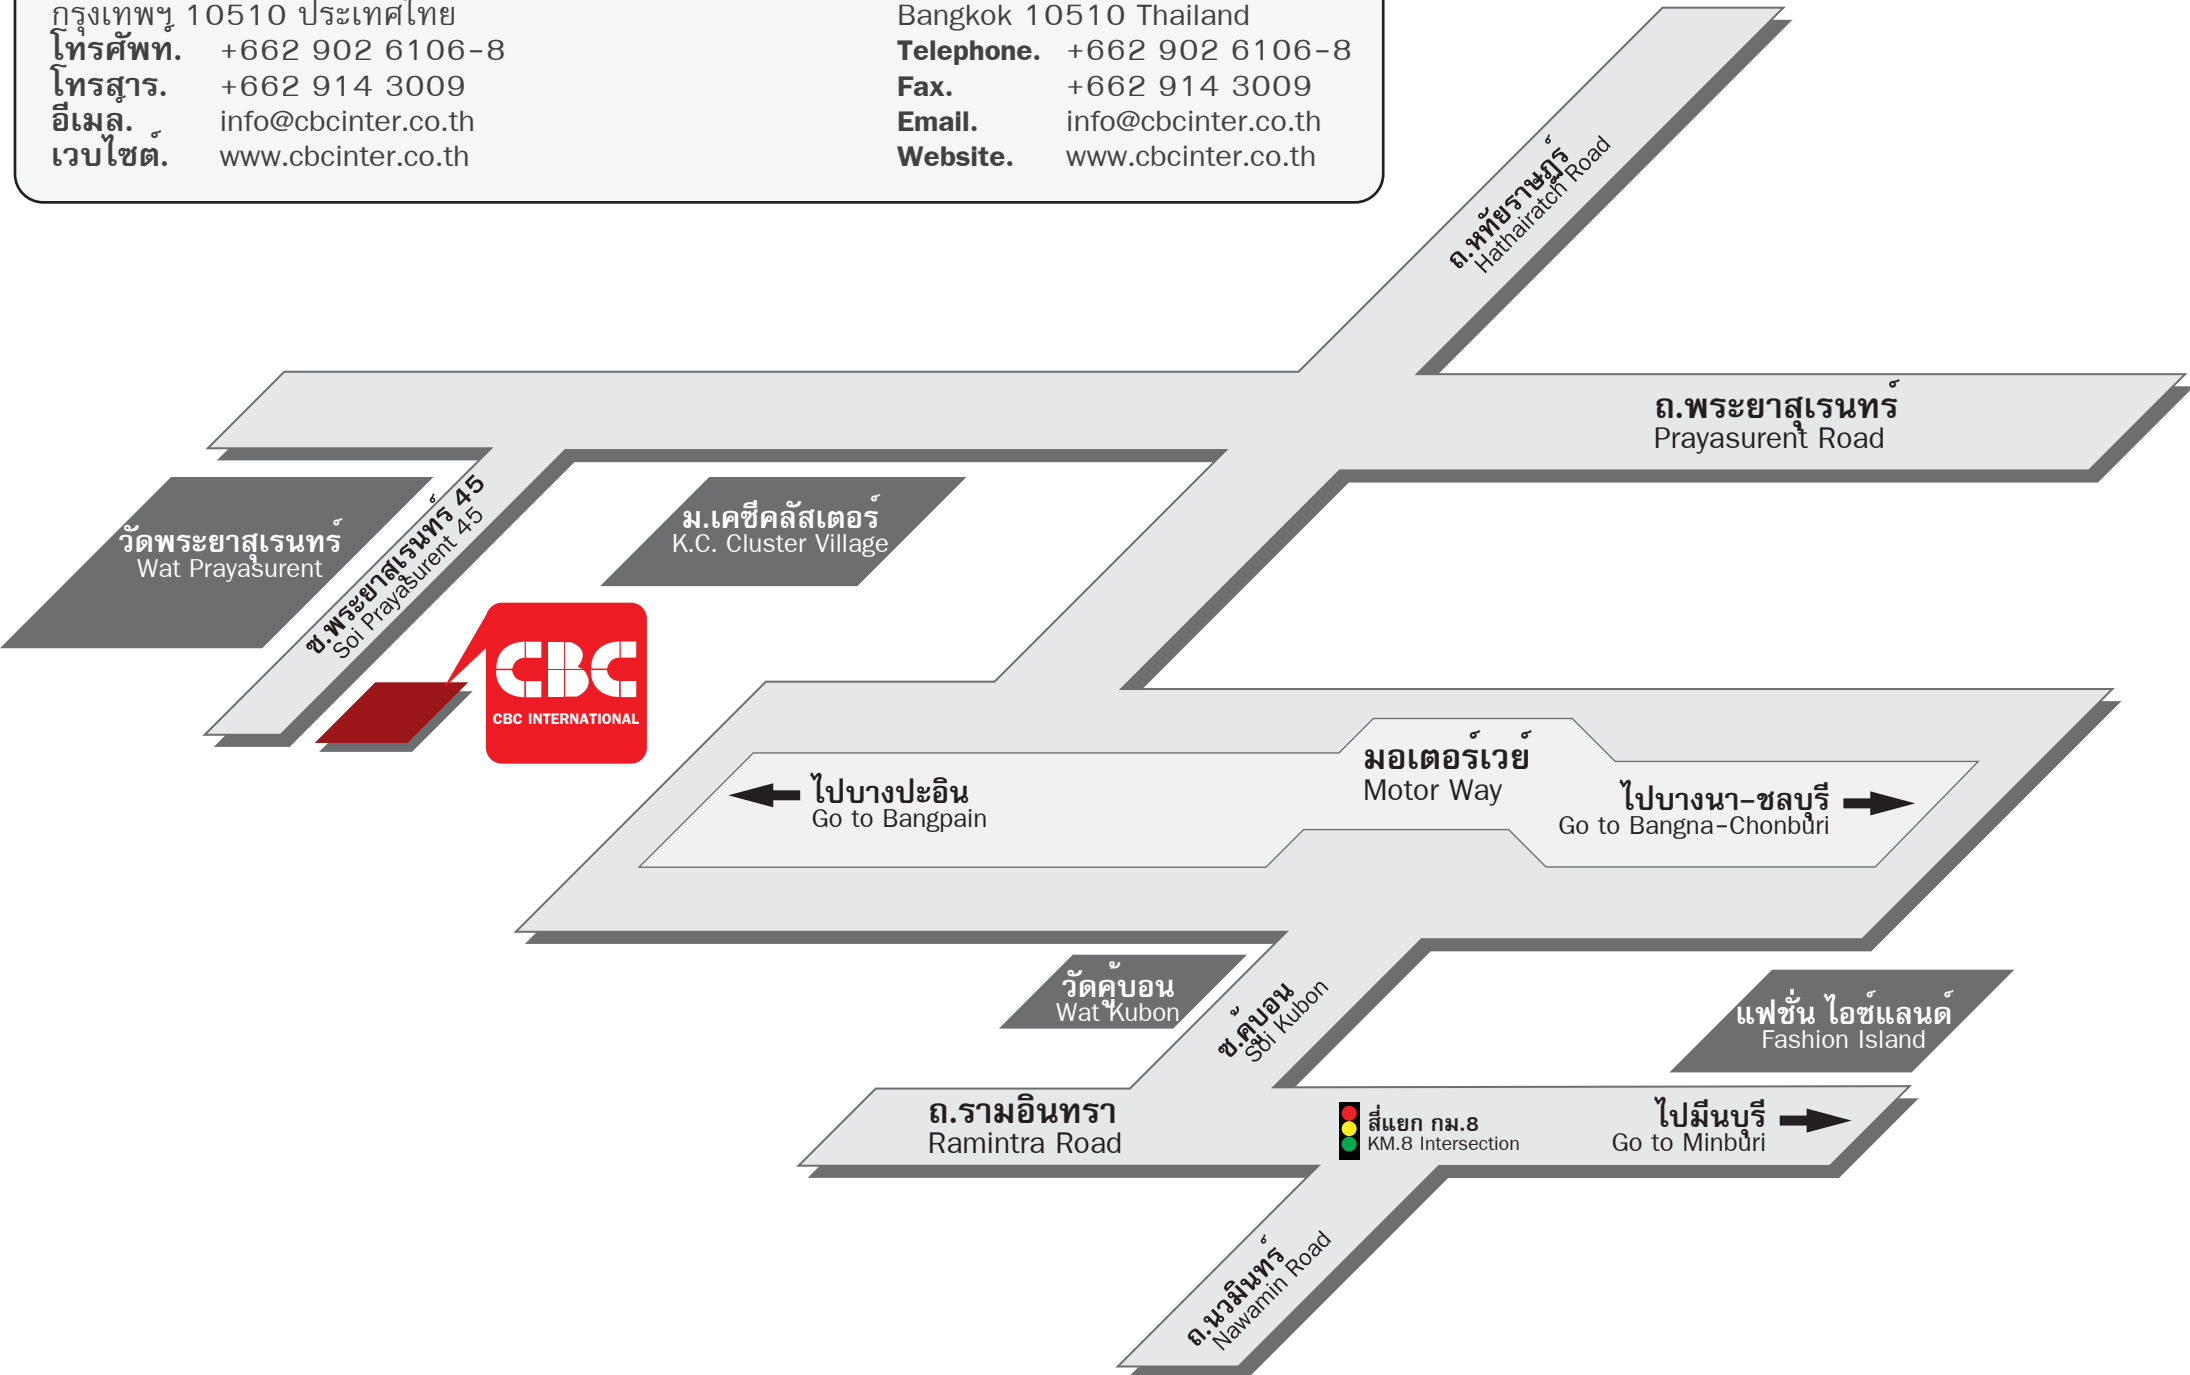 กรุงเทพฯ 10510 ประเทศไทย
โทรศัพท์. +662 902 6106-8
โทรสาร. +662 914 3009
อีเมล์. info@cbcinter.co.th
เวบไซต์. www.cbcinter.co.th
Bangkok 10510 Thailand
Telephone. +662 902 6106-8
Fax. +662 914 3009
Email. info@cbcinter.co.th
Website. www.cbcinter.co.th
ถ.หทัยราษฎร์
Hathairatch Road
ถ.พระยาสุเรนทร์
Prayasurent Road
วัดพระยาสุเรนทร์
Wat Prayasurent
ซ.พระยาสุเรนทร์ 45
Soi Prayasurent 45
ม.เคซีคลัสเตอร์
K.C. Cluster Village
CBC
CBC INTERNATIONAL
มอเตอร์เวย์
Motor Way
ไปบางปะอิน
Go to Bangpain
ไปบางนา-ชลบุรี
Go to Bangna-Chonburi
วัดคู้บอน
Wat Kubon
ซ.คู้บอน
Soi Kubon
แฟชั่น ไอซ์แลนด์
Fashion Island
ถ.รามอินทรา
Ramintra Road
สี่แยก กม.8
KM.8 Intersection
ไปมีนบุรี
Go to Minburi
ถ.นวมินทร์
Nawamin Road